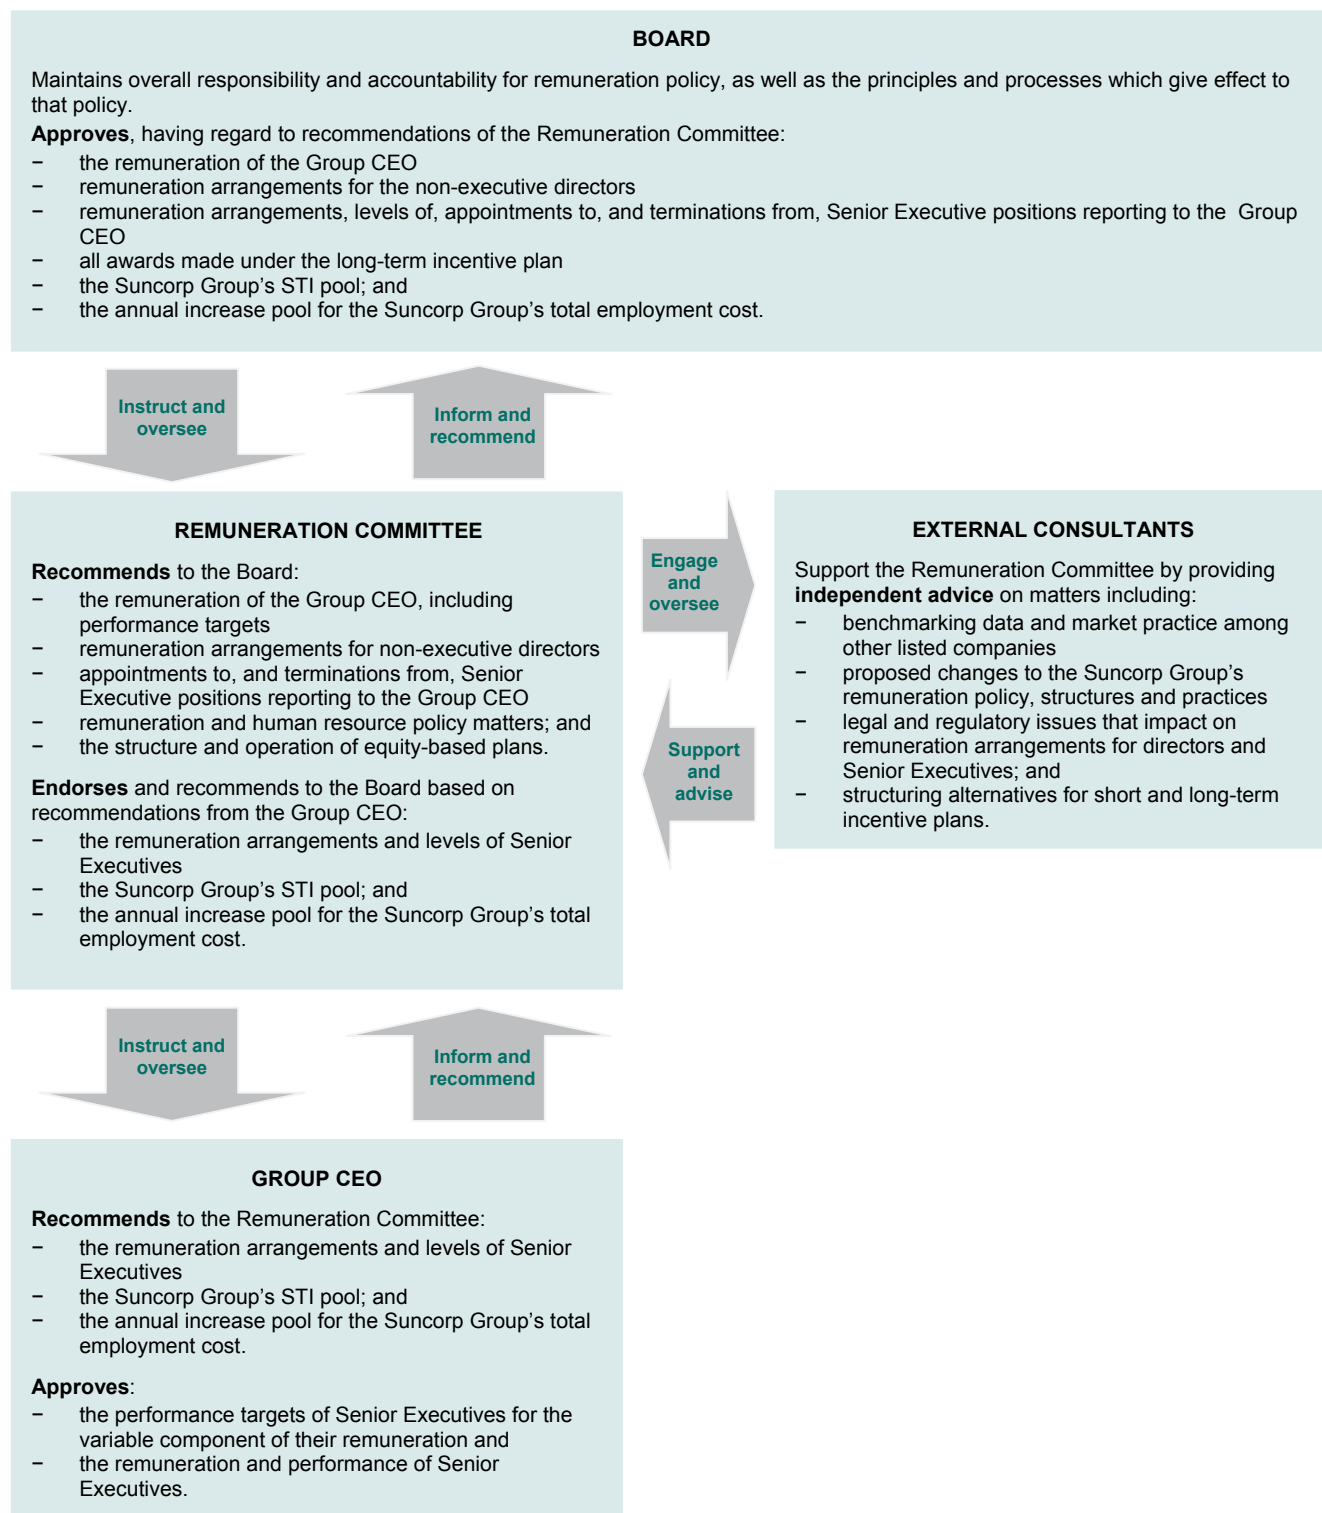 BOARD
Maintains overall responsibility and accountability for remuneration policy, as well as the principles and processes which give effect to
that policy.
Approves, having regard to recommendations of the Remuneration Committee:
− the remuneration of the Group CEO
− remuneration arrangements for the non-executive directors
− remuneration arrangements, levels of, appointments to, and terminations from, Senior Executive positions reporting to the Group
CEO
− all awards made under the long-term incentive plan
− the Suncorp Group’s STI pool; and
− the annual increase pool for the Suncorp Group’s total employment cost.
Instruct and
oversee
Inform and
recommend
REMUNERATION COMMITTEE
Recommends to the Board:
− the remuneration of the Group CEO, including
performance targets
− remuneration arrangements for non-executive directors
− appointments to, and terminations from, Senior
Executive positions reporting to the Group CEO
− remuneration and human resource policy matters; and
− the structure and operation of equity-based plans.
Endorses and recommends to the Board based on
recommendations from the Group CEO:
− the remuneration arrangements and levels of Senior
Executives
− the Suncorp Group’s STI pool; and
− the annual increase pool for the Suncorp Group’s total
employment cost.
Engage
and
oversee
Support
and
advise
EXTERNAL CONSULTANTS
Support the Remuneration Committee by providing
independent advice on matters including:
− benchmarking data and market practice among
other listed companies
− proposed changes to the Suncorp Group’s
remuneration policy, structures and practices
− legal and regulatory issues that impact on
remuneration arrangements for directors and
Senior Executives; and
− structuring alternatives for short and long-term
incentive plans.
Instruct and
oversee
Inform and
recommend
GROUP CEO
Recommends to the Remuneration Committee:
− the remuneration arrangements and levels of Senior
Executives
− the Suncorp Group’s STI pool; and
− the annual increase pool for the Suncorp Group’s total
employment cost.
Approves:
− the performance targets of Senior Executives for the
variable component of their remuneration and
− the remuneration and performance of Senior
Executives.